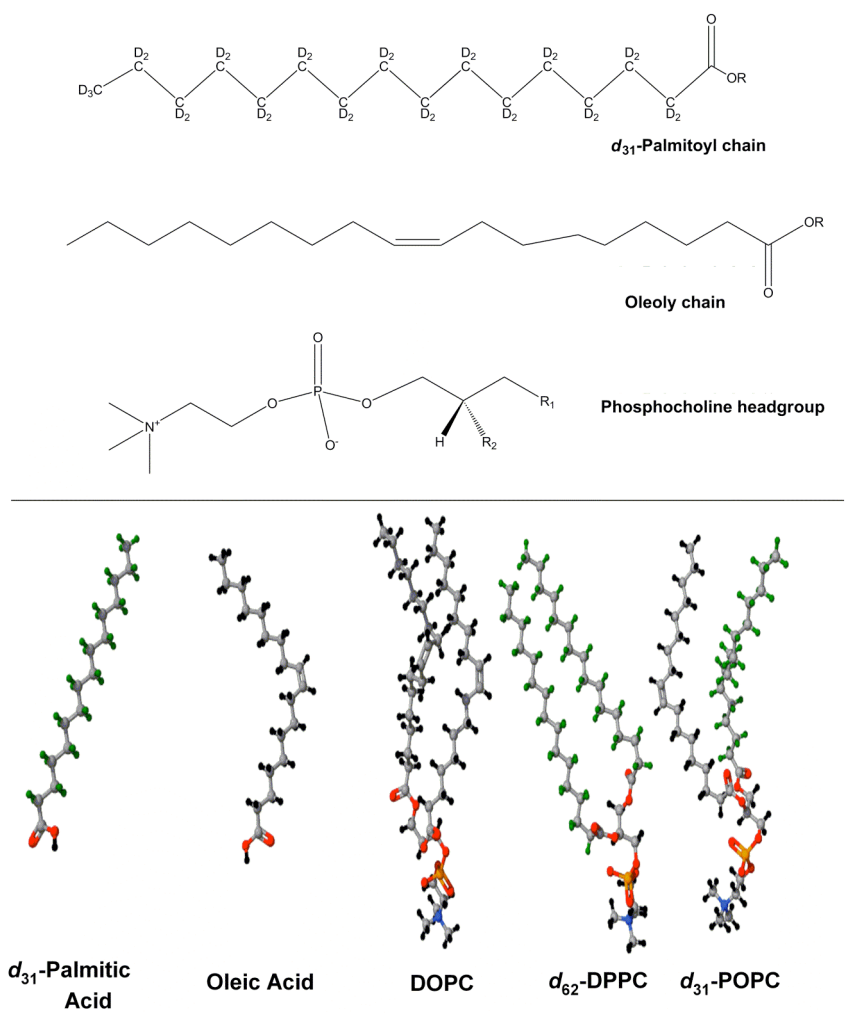 O
D2 D2 D2 D2 D2 D2 D2
C C C C C C C
D3C OR
C C C C C C C
D2 D2 D2 D2 D2 D2 D2
d31-Palmitoyl chain
OR
O
Oleoly chain
O
O P O R1
Phosphocholine headgroup
N+
O- H R2
d31-Palmitic
Acid
Oleic Acid
DOPC
d62-DPPC
d31-POPC